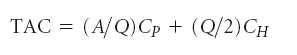 TAC = (A/Q)C_P + (Q/2)C_H